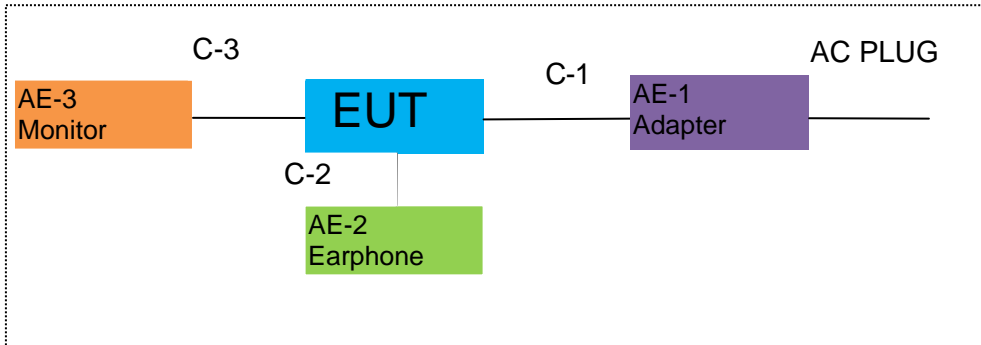 C-3
C-1
AC PLUG
AE-3
Monitor
EUT
AE-1
Adapter
C-2
AE-2
Earphone